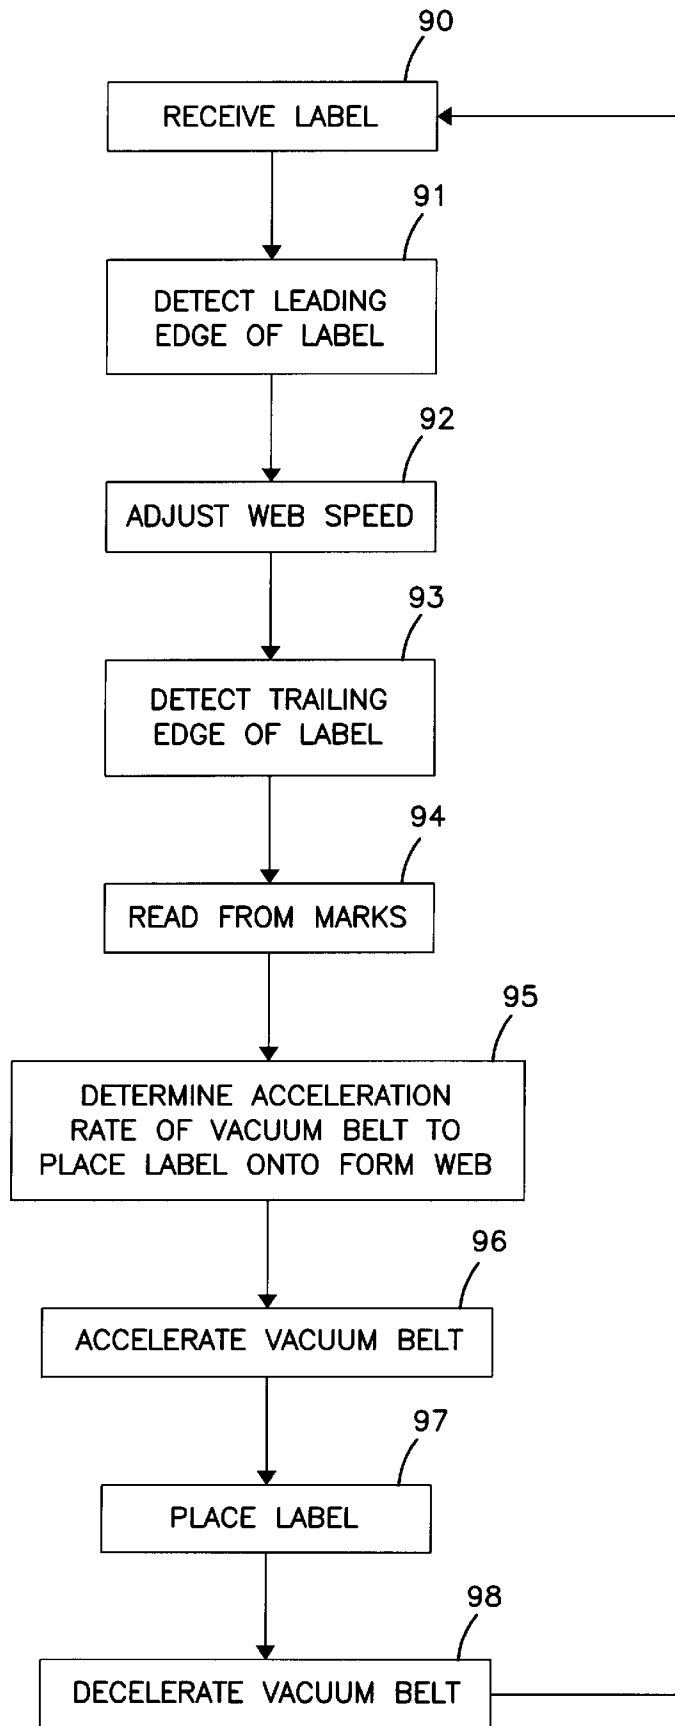 90
RECEIVE LABEL
91
DETECT LEADING
EDGE OF LABEL
92
ADJUST WEB SPEED
93
DETECT TRAILING
EDGE OF LABEL
94
READ FROM MARKS
95
DETERMINE ACCELERATION
RATE OF VACUUM BELT TO
PLACE LABEL ONTO FORM WEB
96
ACCELERATE VACUUM BELT
97
PLACE LABEL
98
DECELERATE VACUUM BELT